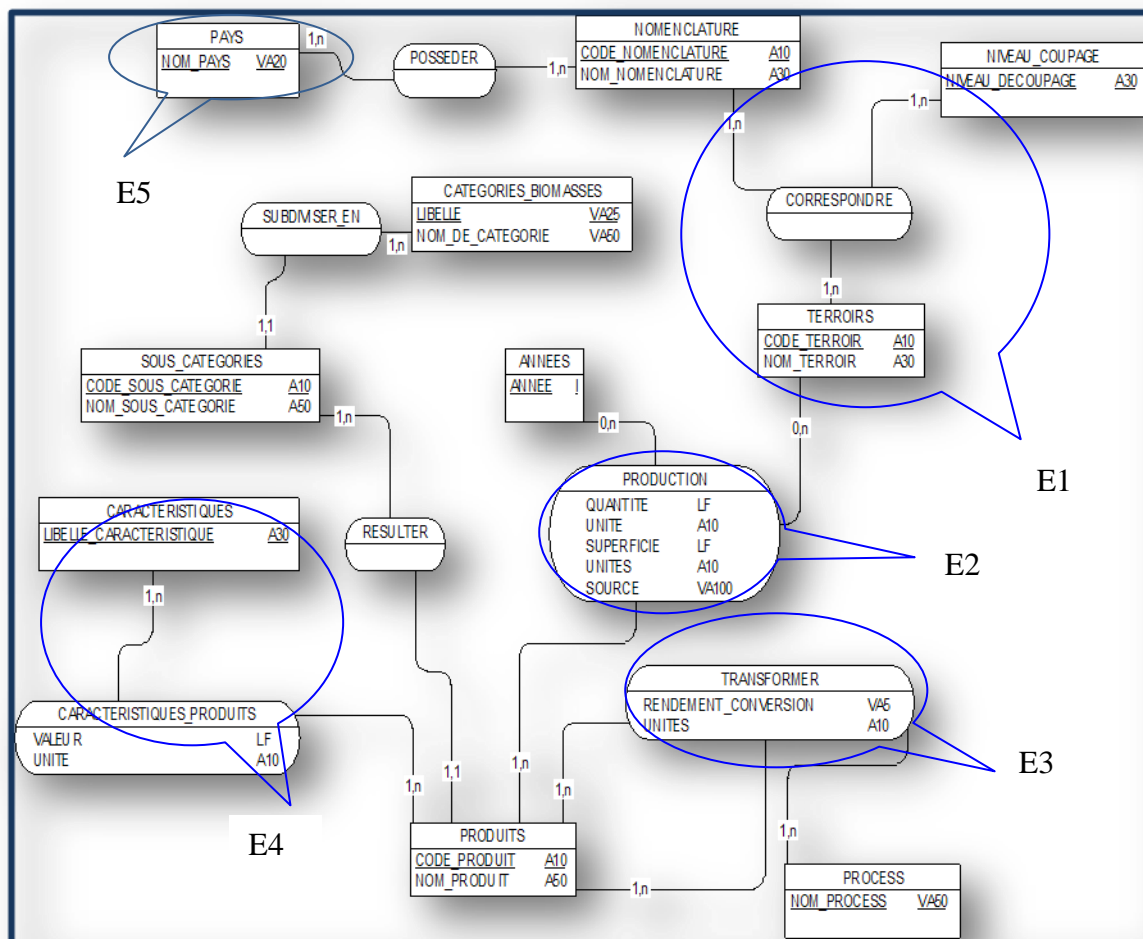 PAYS
NOM_PAYS VA20
1,n
POSSEDER
1,n
NOMENCLATURE
CODE_NOMENCLATURE A10
NOM_NOMENCLATURE A30
NIVEAU_COUPAGE
NIVEAU_DECOUPAGE A30
1,n
1,n
E5
CATEGORIES_BIOMASSES
LIBELLE VA25
NOM_DE_CATEGORIE VA50
SUBDIVISER_EN
1,n
CORRESPONDRE
1,n
1,1
TERROIRS
CODE_TERROIR A10
NOM_TERROIR A30
SOUS_CATEGORIES
CODE_SOUS_CATEGORIE A10
NOM_SOUS_CATEGORIE A50
ANNEES
ANNEE I
1,n
0,n
0,n
E1
PRODUCTION
QUANTITE LF
UNITE A10
SUPERFICIE LF
UNITES A10
SOURCE VA100
E2
CARACTERISTIQUES
LIBELLE_CARACTERISTIQUE A30
RESULTER
1,n
TRANSFORMER
RENDEMENT_CONVERSION VA5
UNITES A10
E3
CARACTERISTIQUES_PRODUITS
VALEUR LF
UNITE A10
1,n
1,1
1,n
1,n
1,n
E4
PRODUITS
CODE_PRODUIT A10
NOM_PRODUIT A50
1,n
PROCESS
NOM_PROCESS VA50